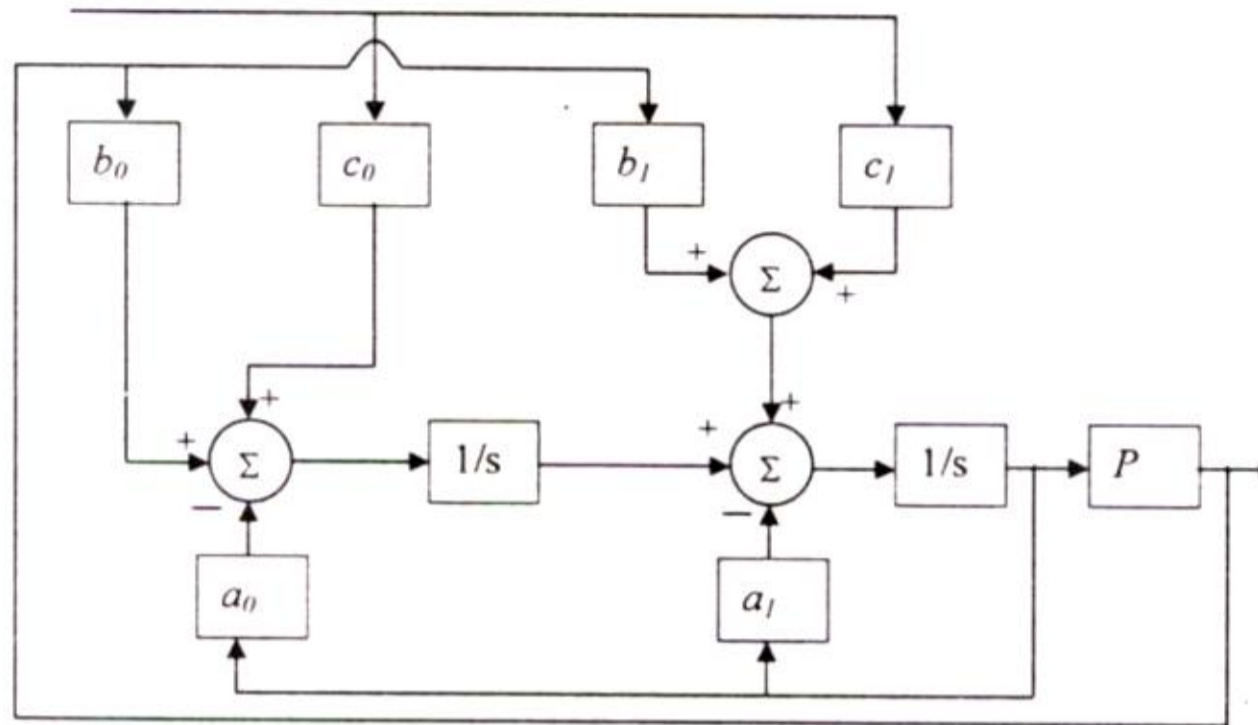 b₀ c₀ b₁ c₁
+ Σ +
+ + +
+ Σ 1/s Σ 1/s P
− −
a₀ a₁